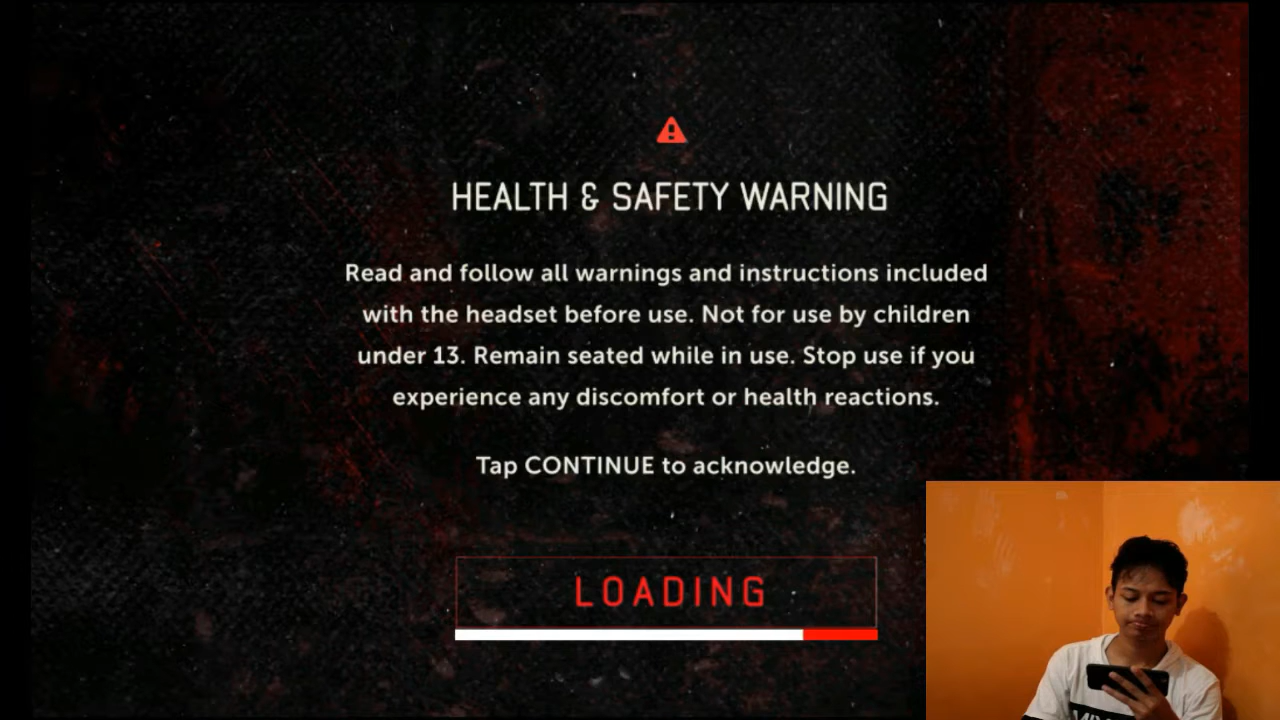 HEALTH & SAFETY WARNING
Read and follow all warnings and instructions included
with the headset before use. Not for use by children
under 13. Remain seated while in use. Stop use if you
experience any discomfort or health reactions.
Tap CONTINUE to acknowledge.
LOADING